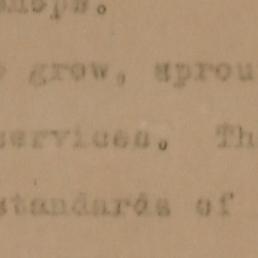 grow, sprou
services. Th
standards of